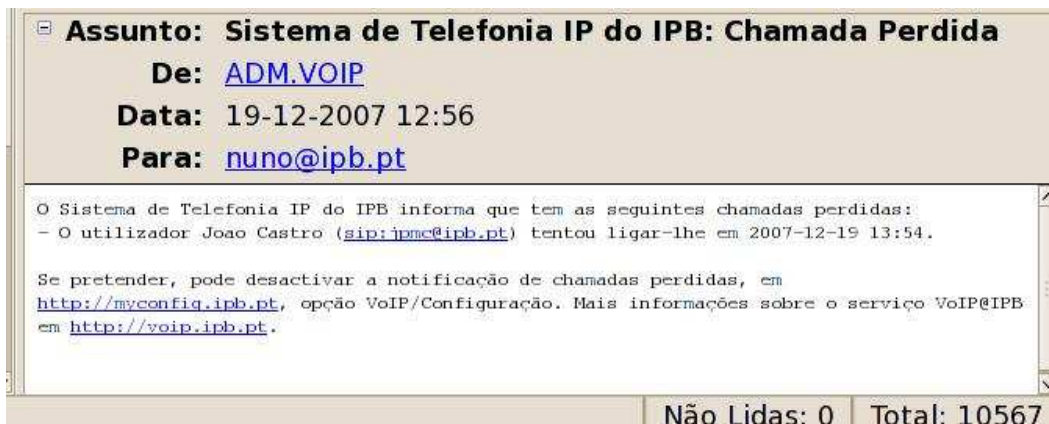 Assunto: Sistema de Telefonia IP do IPB: Chamada Perdida
De: ADM.VOIP
Data: 19-12-2007 12:56
Para: nuno@ipb.pt
O Sistema de Telefonia IP do IPB informa que tem as seguintes chamadas perdidas:
- O utilizador Joao Castro (sip:jpmc@ipb.pt) tentou ligar-lhe em 2007-12-19 13:54.
Se pretender, pode desactivar a notificação de chamadas perdidas, em
http://myconfig.ipb.pt, opção VoIP/Configuração. Mais informações sobre o serviço VoIP@IPB
em http://voip.ipb.pt.
Não Lidas: 0 Total: 10567